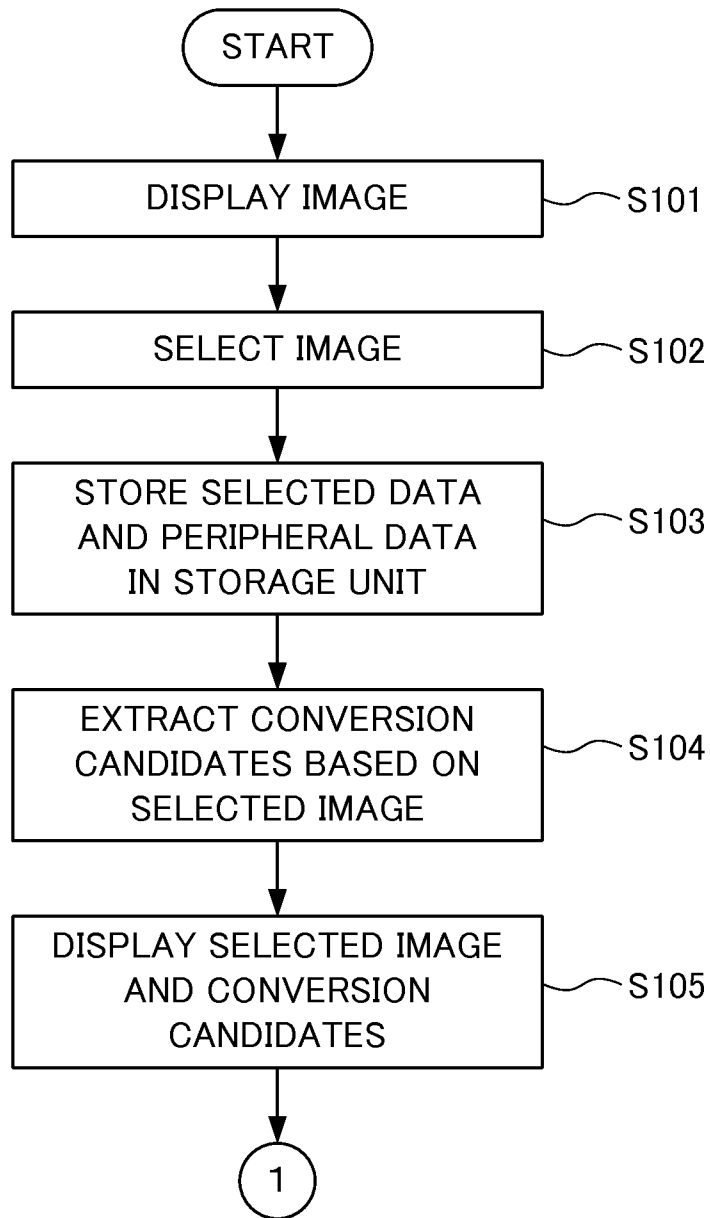 START
DISPLAY IMAGE
S101
SELECT IMAGE
S102
STORE SELECTED DATA
AND PERIPHERAL DATA
IN STORAGE UNIT
S103
EXTRACT CONVERSION
CANDIDATES BASED ON
SELECTED IMAGE
S104
DISPLAY SELECTED IMAGE
AND CONVERSION
CANDIDATES
S105
1